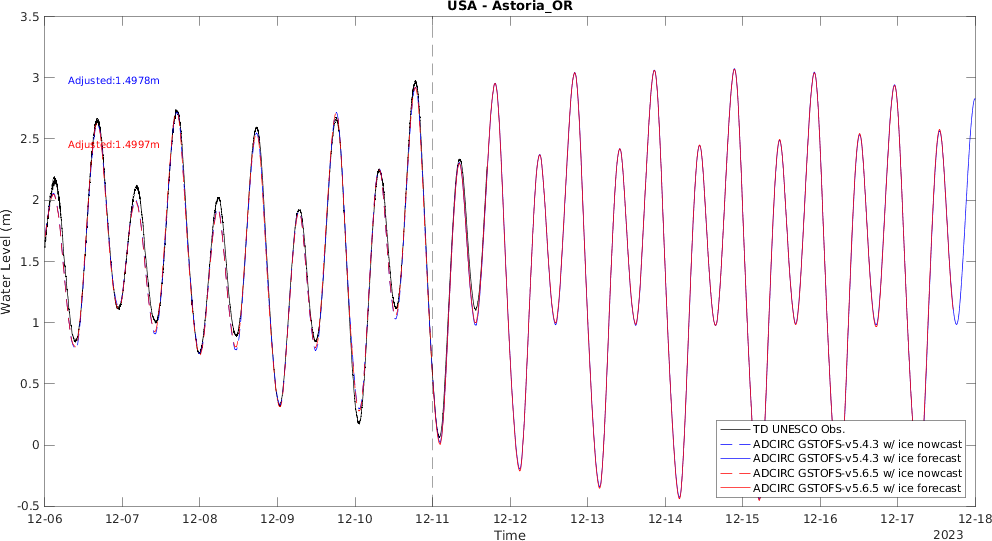 USA - Astoria_OR
3.5
3
2.5
2
1.5
1
0.5
0
-0.5
Water Level (m)
Adjusted:1.4978m
Adjusted:1.4997m
TD UNESCO Obs.
ADCIRC GSTOFS-v5.4.3 w/ ice nowcast
ADCIRC GSTOFS-v5.4.3 w/ ice forecast
ADCIRC GSTOFS-v5.6.5 w/ ice nowcast
ADCIRC GSTOFS-v5.6.5 w/ ice forecast
12-06 12-07 12-08 12-09 12-10 12-11 12-12 12-13 12-14 12-15 12-16 12-17 12-18
Time
2023